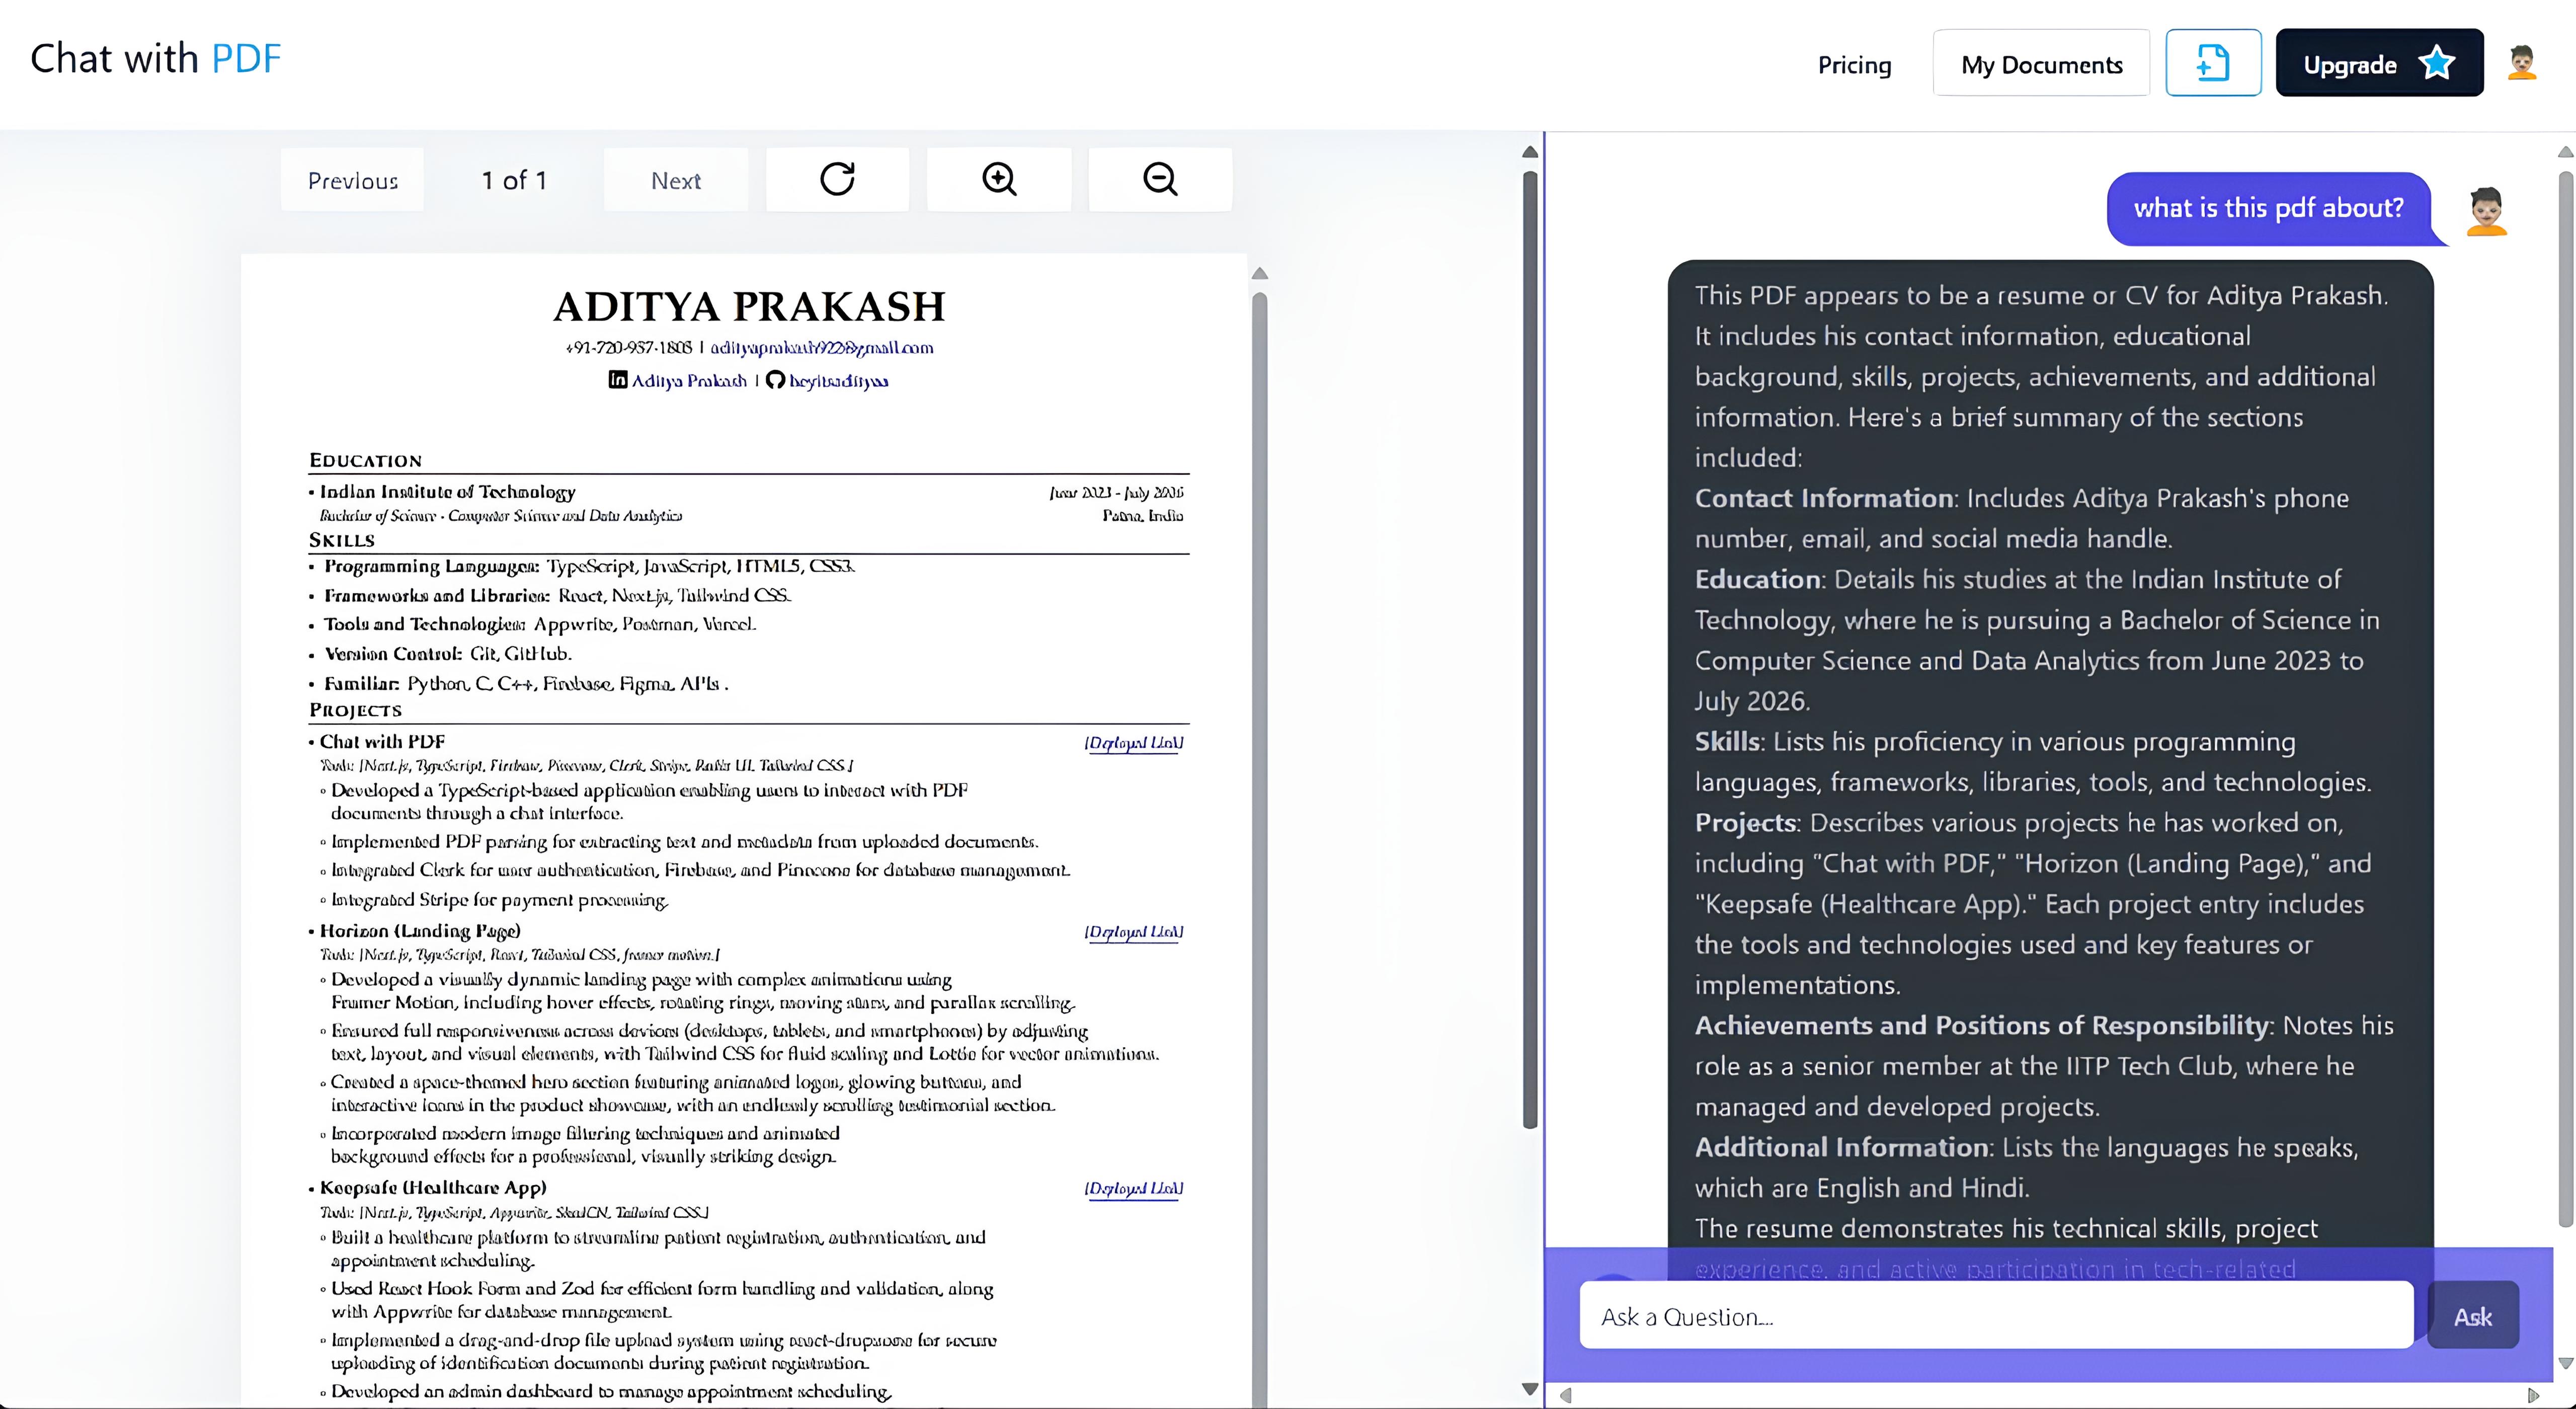 Chat with PDF
Pricing
My Documents
Upgrade
Previous
1 of 1
Next
ADITYA PRAKASH
+91-720-957-1803 |
Aditya Prakash |
EDUCATION
• Indian Institute of Technology
June 2023 - July 2026
Bachelor of Science - Computer Science and Data Analytics
Patna, India
SKILLS
• Programming Languages: TypeScript, JavaScript, HTML5, CSS3.
• Frameworks and Libraries: React, Next.js, Tailwind CSS.
• Tools and Technologies: Appwrite, Postman, Vercel.
• Version Control: Git, GitHub.
• Familiar: Python, C, C++, Firebase, Figma, API's .
PROJECTS
• Chat with PDF
[Deployed Link]
Tools: [Next.js, TypeScript, Firebase, Pinecone, Clerk, Stripe, Radix UI, Tailwind CSS.]
◦ Developed a TypeScript-based application enabling users to interact with PDF
documents through a chat interface.
◦ Implemented PDF parsing for extracting text and metadata from uploaded documents.
◦ Integrated Clerk for user authentication, Firebase, and Pinecone for database management.
◦ Integrated Stripe for payment processing.
• Horizon (Landing Page)
[Deployed Link]
Tools: [Next.js, TypeScript, React, Tailwind CSS, framer motion.]
◦ Developed a visually dynamic landing page with complex animations using
Framer Motion, including hover effects, rotating rings, moving stars, and parallax scrolling.
◦ Ensured full responsiveness across devices (desktops, tablets, and smartphones) by adjusting
text, layout, and visual elements, with Tailwind CSS for fluid scaling and Lottie for vector animations.
◦ Created a space-themed hero section featuring animated logos, glowing buttons, and
interactive icons in the product showcase, with an endlessly scrolling testimonial section.
◦ Incorporated modern image filtering techniques and animated
background effects for a professional, visually striking design.
• Keepsafe (Healthcare App)
[Deployed Link]
Tools: [Next.js, TypeScript, Appwrite, ShadCN, Tailwind CSS.]
◦ Built a healthcare platform to streamline patient registration, authentication, and
appointment scheduling.
◦ Used React Hook Form and Zod for efficient form handling and validation, along
with Appwrite for database management.
◦ Implemented a drag-and-drop file upload system using react-dropzone for secure
uploading of identification documents during patient registration.
◦ Developed an admin dashboard to manage appointment scheduling,
what is this pdf about?
This PDF appears to be a resume or CV for Aditya Prakash.
It includes his contact information, educational
background, skills, projects, achievements, and additional
information. Here's a brief summary of the sections
included:
Contact Information: Includes Aditya Prakash's phone
number, email, and social media handle.
Education: Details his studies at the Indian Institute of
Technology, where he is pursuing a Bachelor of Science in
Computer Science and Data Analytics from June 2023 to
July 2026.
Skills: Lists his proficiency in various programming
languages, frameworks, libraries, tools, and technologies.
Projects: Describes various projects he has worked on,
including "Chat with PDF," "Horizon (Landing Page)," and
"Keepsafe (Healthcare App)." Each project entry includes
the tools and technologies used and key features or
implementations.
Achievements and Positions of Responsibility: Notes his
role as a senior member at the IITP Tech Club, where he
managed and developed projects.
Additional Information: Lists the languages he speaks,
which are English and Hindi.
The resume demonstrates his technical skills, project
experience, and active participation in tech-related
Ask a Question...
Ask